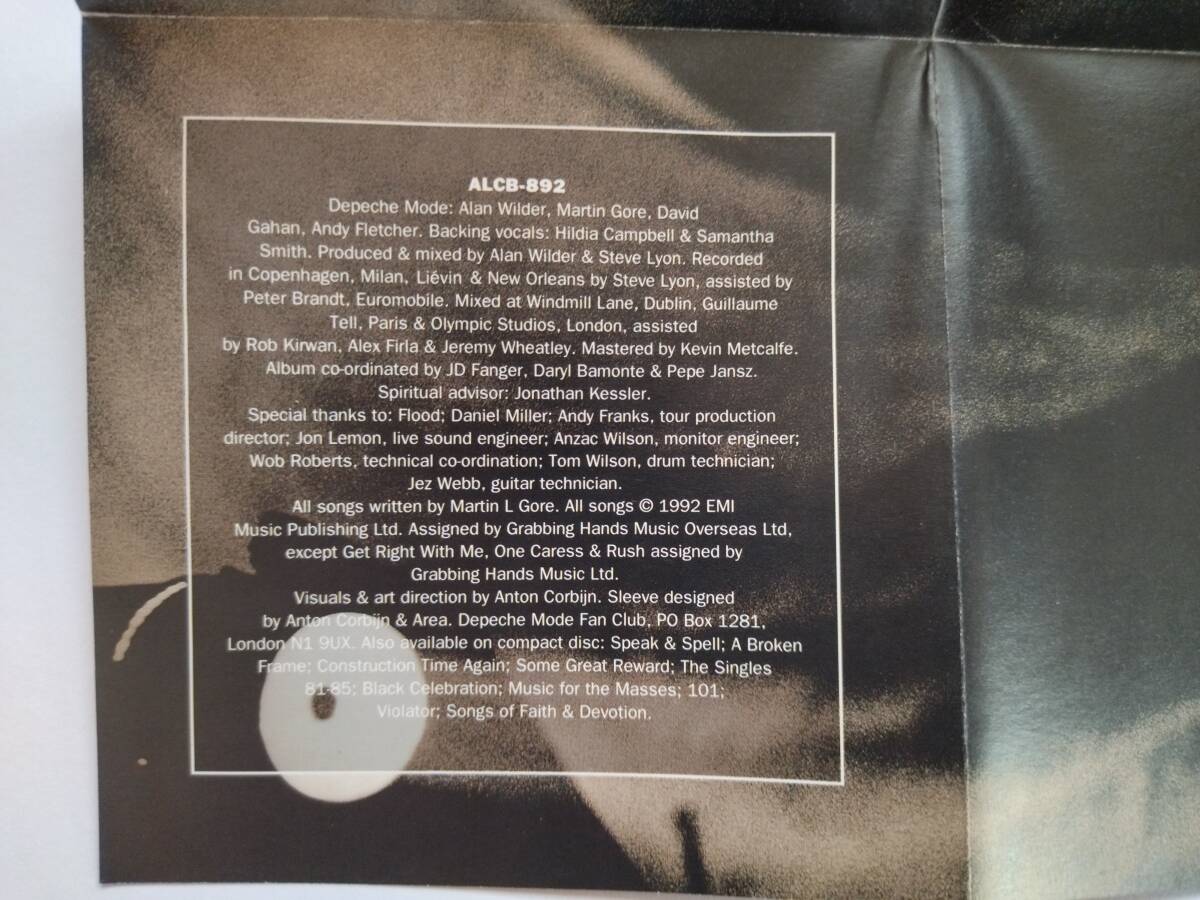 ALCB-892
Depeche Mode: Alan Wilder, Martin Gore, David
Gahan, Andy Fletcher. Backing vocals: Hildia Campbell & Samantha
Smith. Produced & mixed by Alan Wilder & Steve Lyon. Recorded
in Copenhagen, Milan, Liévin & New Orleans by Steve Lyon, assisted by
Peter Brandt, Euromobile. Mixed at Windmill Lane, Dublin, Guillaume
Tell, Paris & Olympic Studios, London, assisted
by Rob Kirwan, Alex Firla & Jeremy Wheatley. Mastered by Kevin Metcalfe.
Album co-ordinated by JD Fanger, Daryl Bamonte & Pepe Jansz.
Spiritual advisor: Jonathan Kessler.
Special thanks to: Flood; Daniel Miller; Andy Franks, tour production
director; Jon Lemon, live sound engineer; Anzac Wilson, monitor engineer;
Wob Roberts, technical co-ordination; Tom Wilson, drum technician;
Jez Webb, guitar technician.
All songs written by Martin L Gore. All songs © 1992 EMI
Music Publishing Ltd. Assigned by Grabbing Hands Music Overseas Ltd,
except Get Right With Me, One Caress & Rush assigned by
Grabbing Hands Music Ltd.
Visuals & art direction by Anton Corbijn. Sleeve designed
by Anton Corbijn & Area. Depeche Mode Fan Club, PO Box 1281,
London N1 9UX. Also available on compact disc: Speak & Spell; A Broken
Frame; Construction Time Again; Some Great Reward; The Singles
81-85; Black Celebration; Music for the Masses; 101;
Violator; Songs of Faith & Devotion.